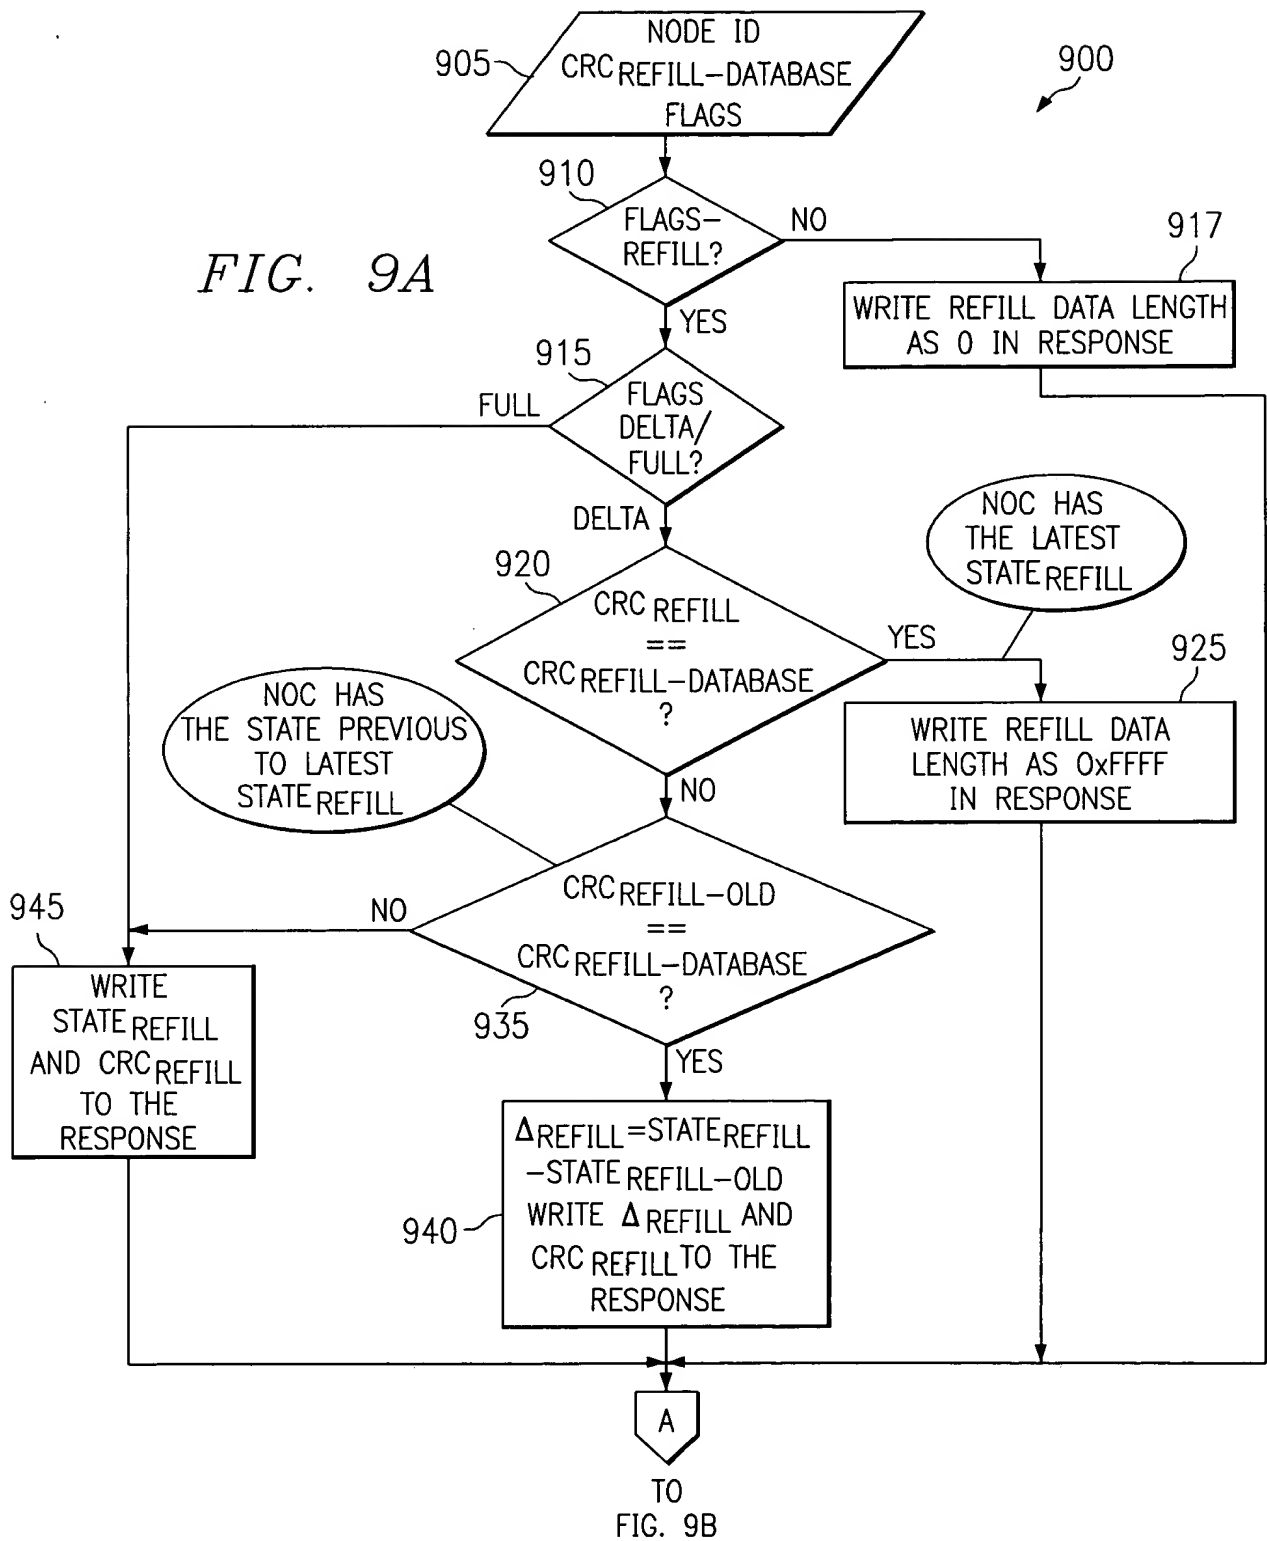 NODE ID
905
CRC REFILL-DATABASE
FLAGS
900
910
FLAGS-
REFILL?
NO
917
FIG. 9A
WRITE REFILL DATA LENGTH
AS 0 IN RESPONSE
YES
915
FLAGS
DELTA/
FULL?
FULL
DELTA
NOC HAS
THE LATEST
STATE REFILL
920
CRC REFILL
==
CRC REFILL-DATABASE
?
YES
925
WRITE REFILL DATA
LENGTH AS 0xFFFF
IN RESPONSE
NOC HAS
THE STATE PREVIOUS
TO LATEST
STATE REFILL
NO
CRC REFILL-OLD
==
CRC REFILL-DATABASE
?
935
NO
945
WRITE
STATE REFILL
AND CRC REFILL
TO THE
RESPONSE
YES
Δ REFILL=STATE REFILL
-STATE REFILL-OLD
WRITE Δ REFILL AND
CRC REFILL TO THE
RESPONSE
940
A
TO
FIG. 9B